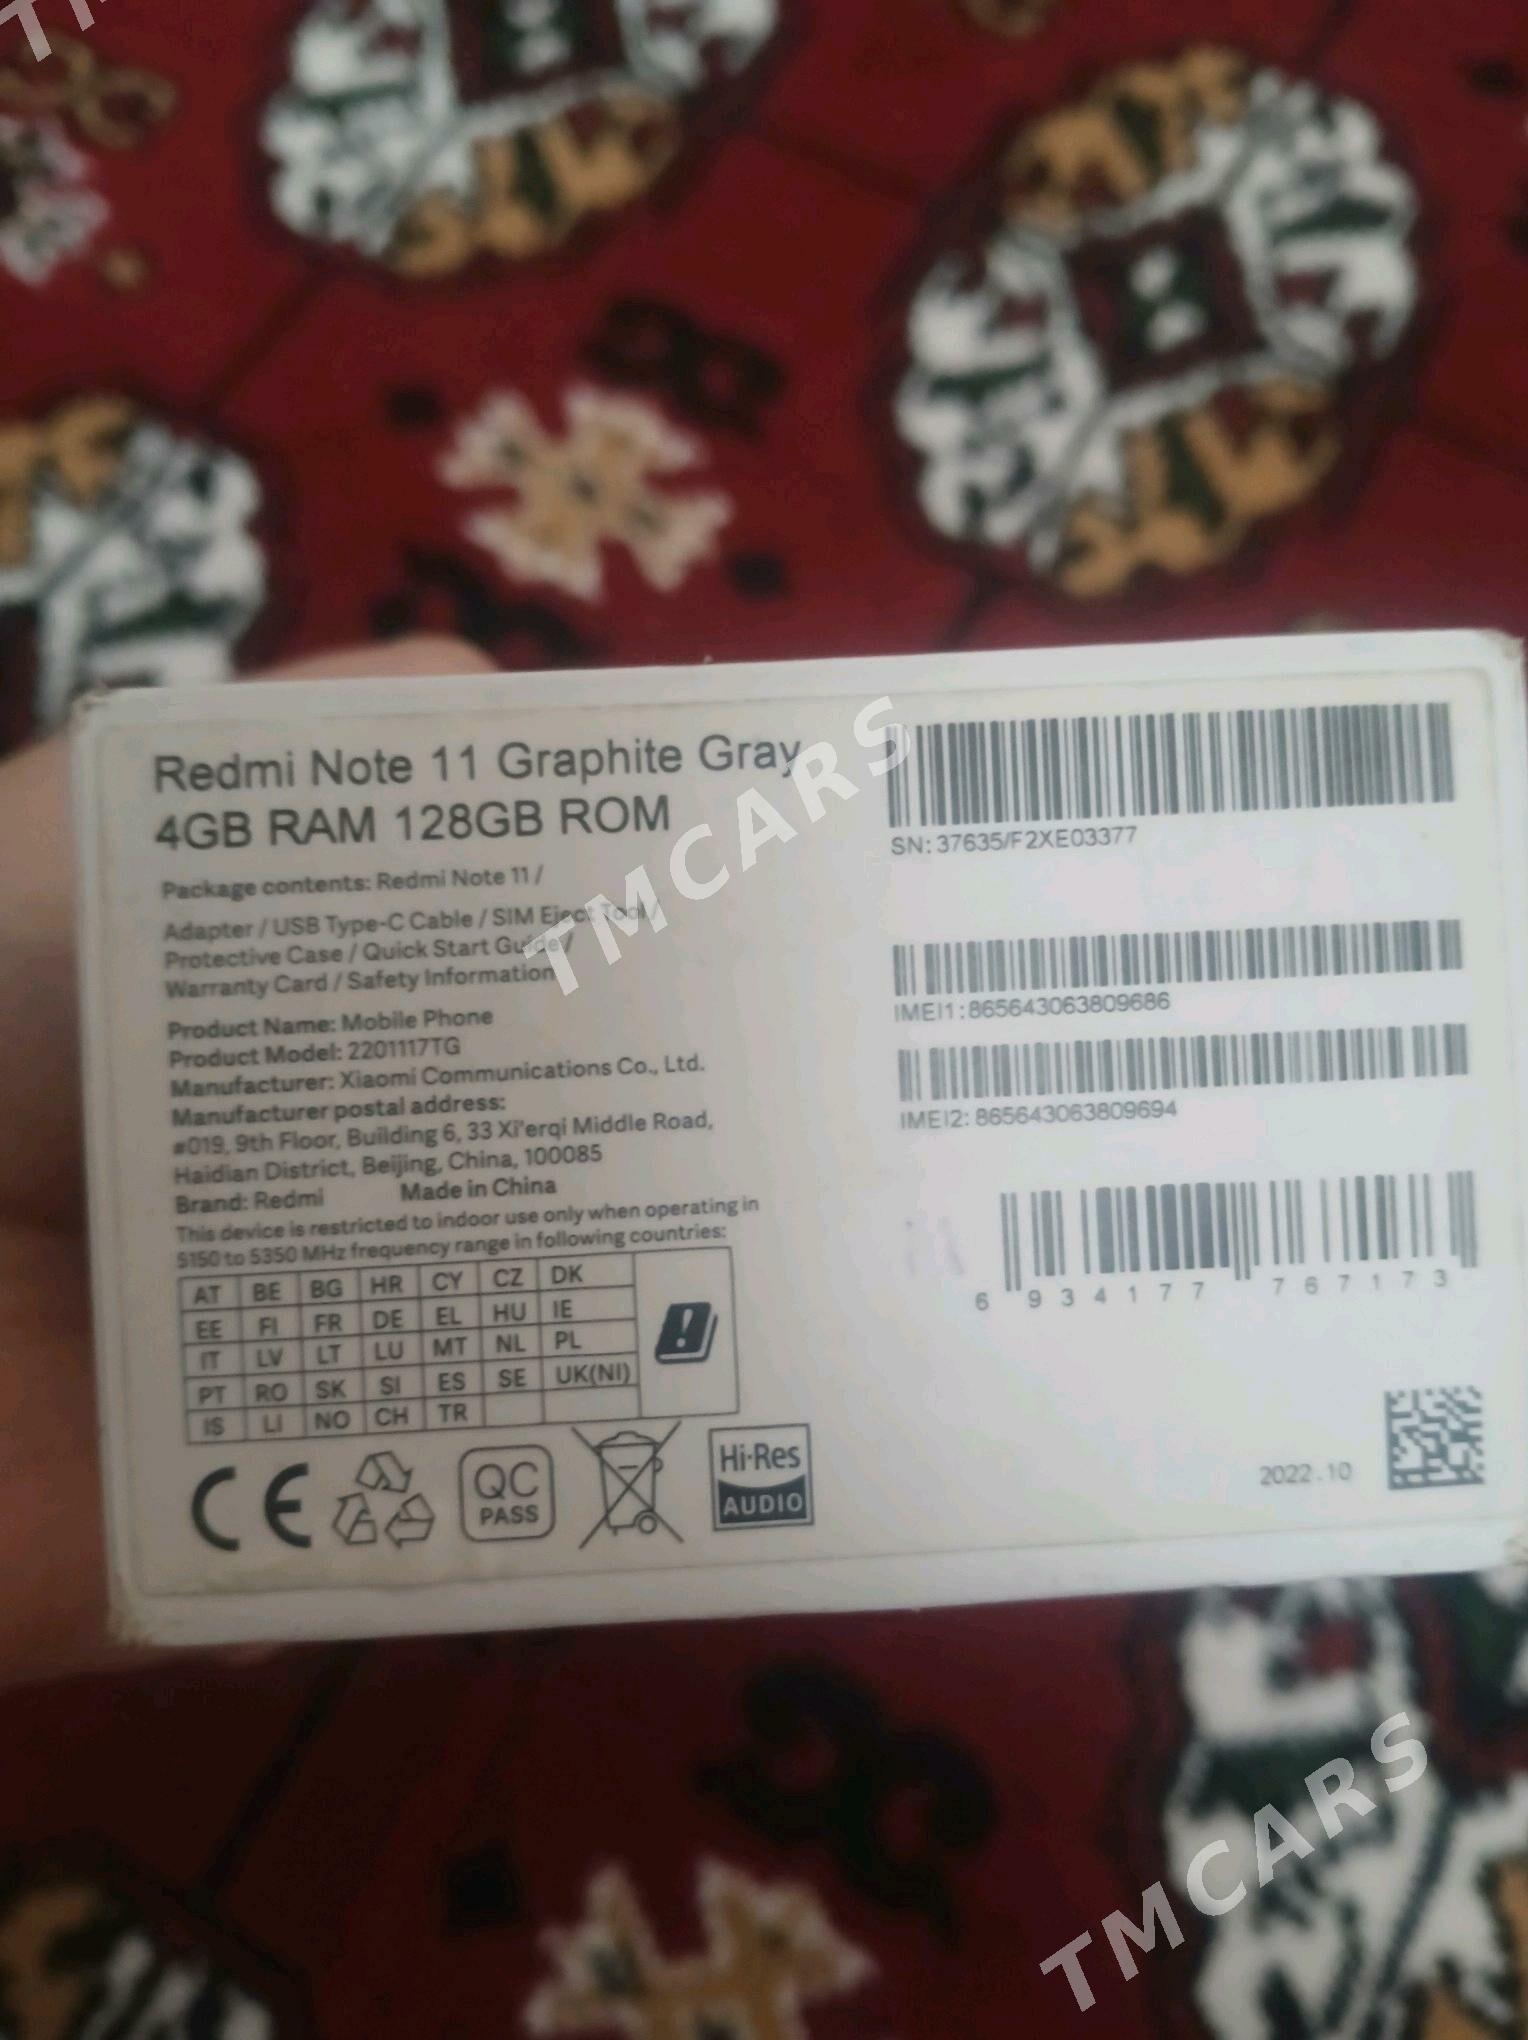 Redmi Note 11 Graphite Gray
4GB RAM 128GB ROM
Package contents: Redmi Note 11 /
Adapter / USB Type-C Cable / SIM Eject Tool /
Protective Case / Quick Start Guide /
Warranty Card / Safety Information
Product Name: Mobile Phone
Product Model: 2201117TG
Manufacturer: Xiaomi Communications Co., Ltd.
Manufacturer postal address:
#019, 9th Floor, Building 6, 33 Xi'erqi Middle Road,
Haidian District, Beijing, China, 100085
Brand: Redmi Made in China
This device is restricted to indoor use only when operating in
5150 to 5350 MHz frequency range in following countries:
AT BE BG HR CY CZ DK
EE FI FR DE EL HU IE
IT LV LT LU MT NL PL
PT RO SK SI ES SE UK(NI)
IS LI NO CH TR
CE
QC
PASS
Hi-Res
AUDIO
SN: 37635/F2XE03377
IMEI1: 865643063809686
IMEI2: 865643063809694
6 934177 767173
2022.10
TMCARS
TMCARS